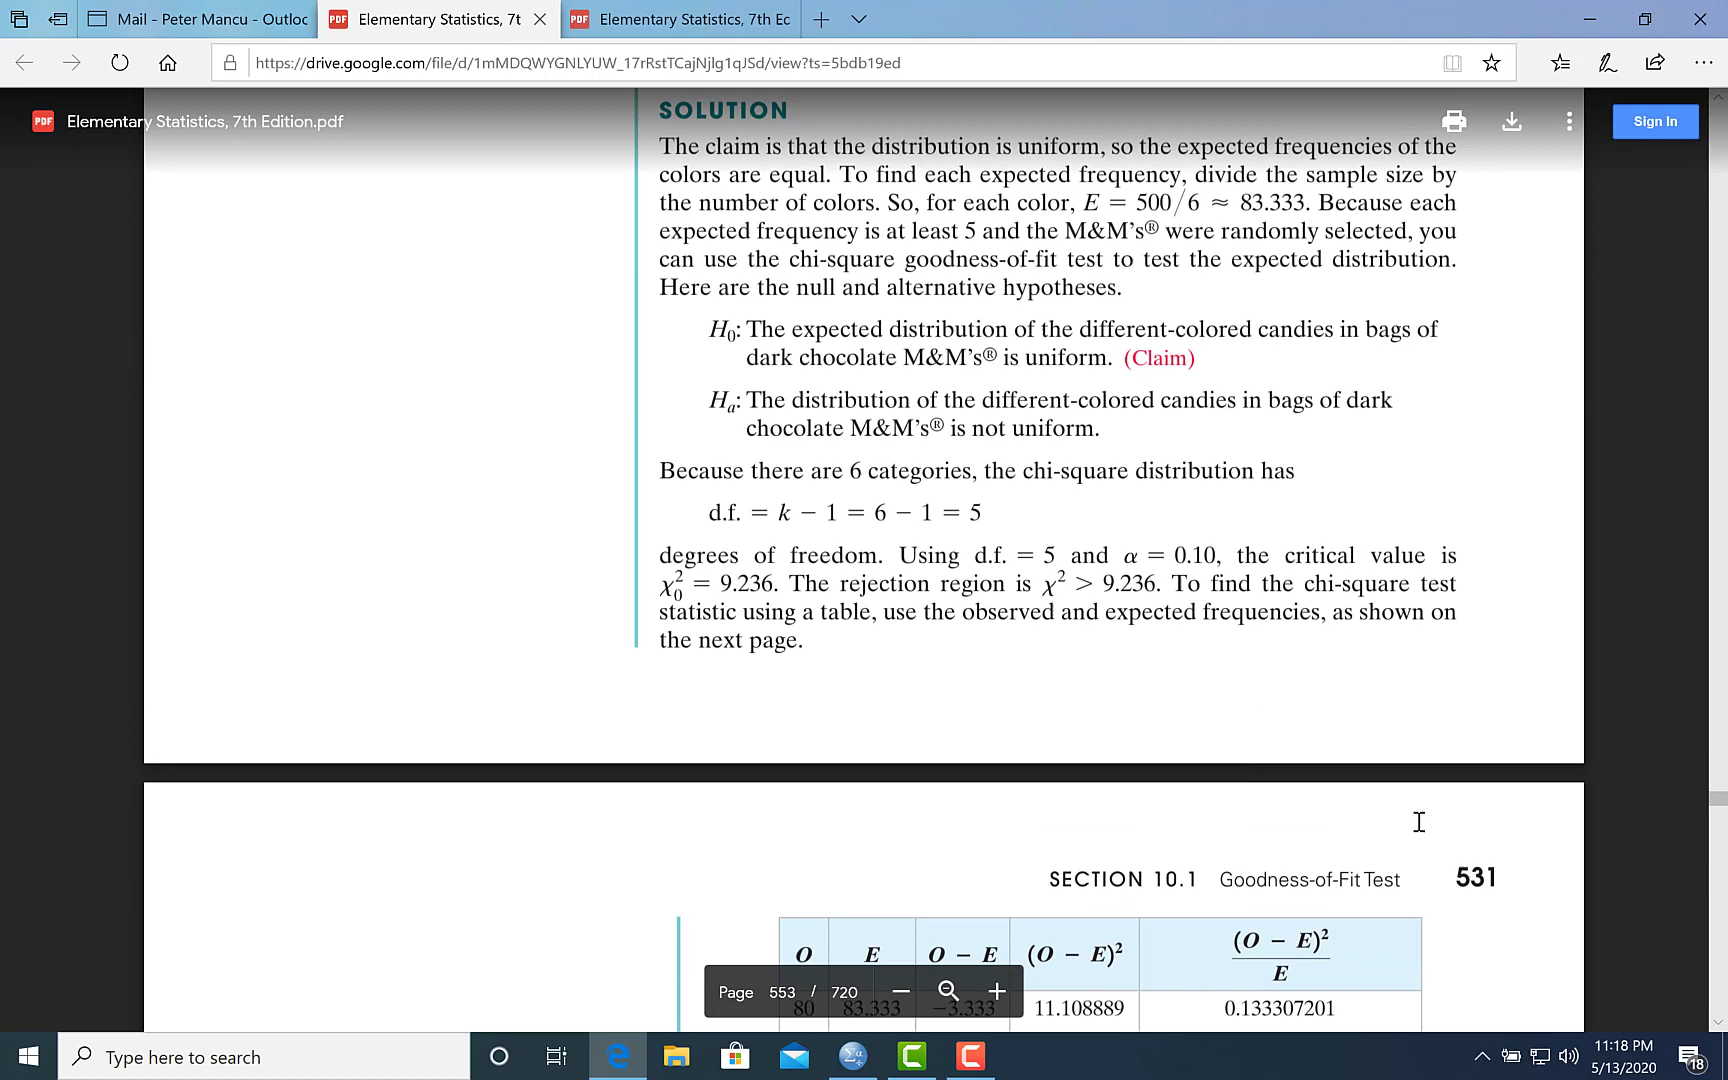 Mail - Peter Mancu - Outloc
PDF Elementary Statistics, 7t
PDF Elementary Statistics, 7th Ec
https://drive.google.com/file/d/1mMDQWYGNLYUW_17rRstTCajNjlg1qJSd/view?ts=5bdb19ed
PDF Elementary Statistics, 7th Edition.pdf
Sign In
SOLUTION
The claim is that the distribution is uniform, so the expected frequencies of the
colors are equal. To find each expected frequency, divide the sample size by
the number of colors. So, for each color, E = 500/6 ≈ 83.333. Because each
expected frequency is at least 5 and the M&M's® were randomly selected, you
can use the chi-square goodness-of-fit test to test the expected distribution.
Here are the null and alternative hypotheses.
H₀: The expected distribution of the different-colored candies in bags of
dark chocolate M&M's® is uniform. (Claim)
Hₐ: The distribution of the different-colored candies in bags of dark
chocolate M&M's® is not uniform.
Because there are 6 categories, the chi-square distribution has
d.f. = k − 1 = 6 − 1 = 5
degrees of freedom. Using d.f. = 5 and α = 0.10, the critical value is
χ₀² = 9.236. The rejection region is χ² > 9.236. To find the chi-square test
statistic using a table, use the observed and expected frequencies, as shown on
the next page.
SECTION 10.1 Goodness-of-Fit Test 531
O E O − E (O − E)² (O − E)²/E
80 83.333 −3.333 11.108889 0.133307201
Page 553 / 720
Type here to search
11:18 PM
5/13/2020
18